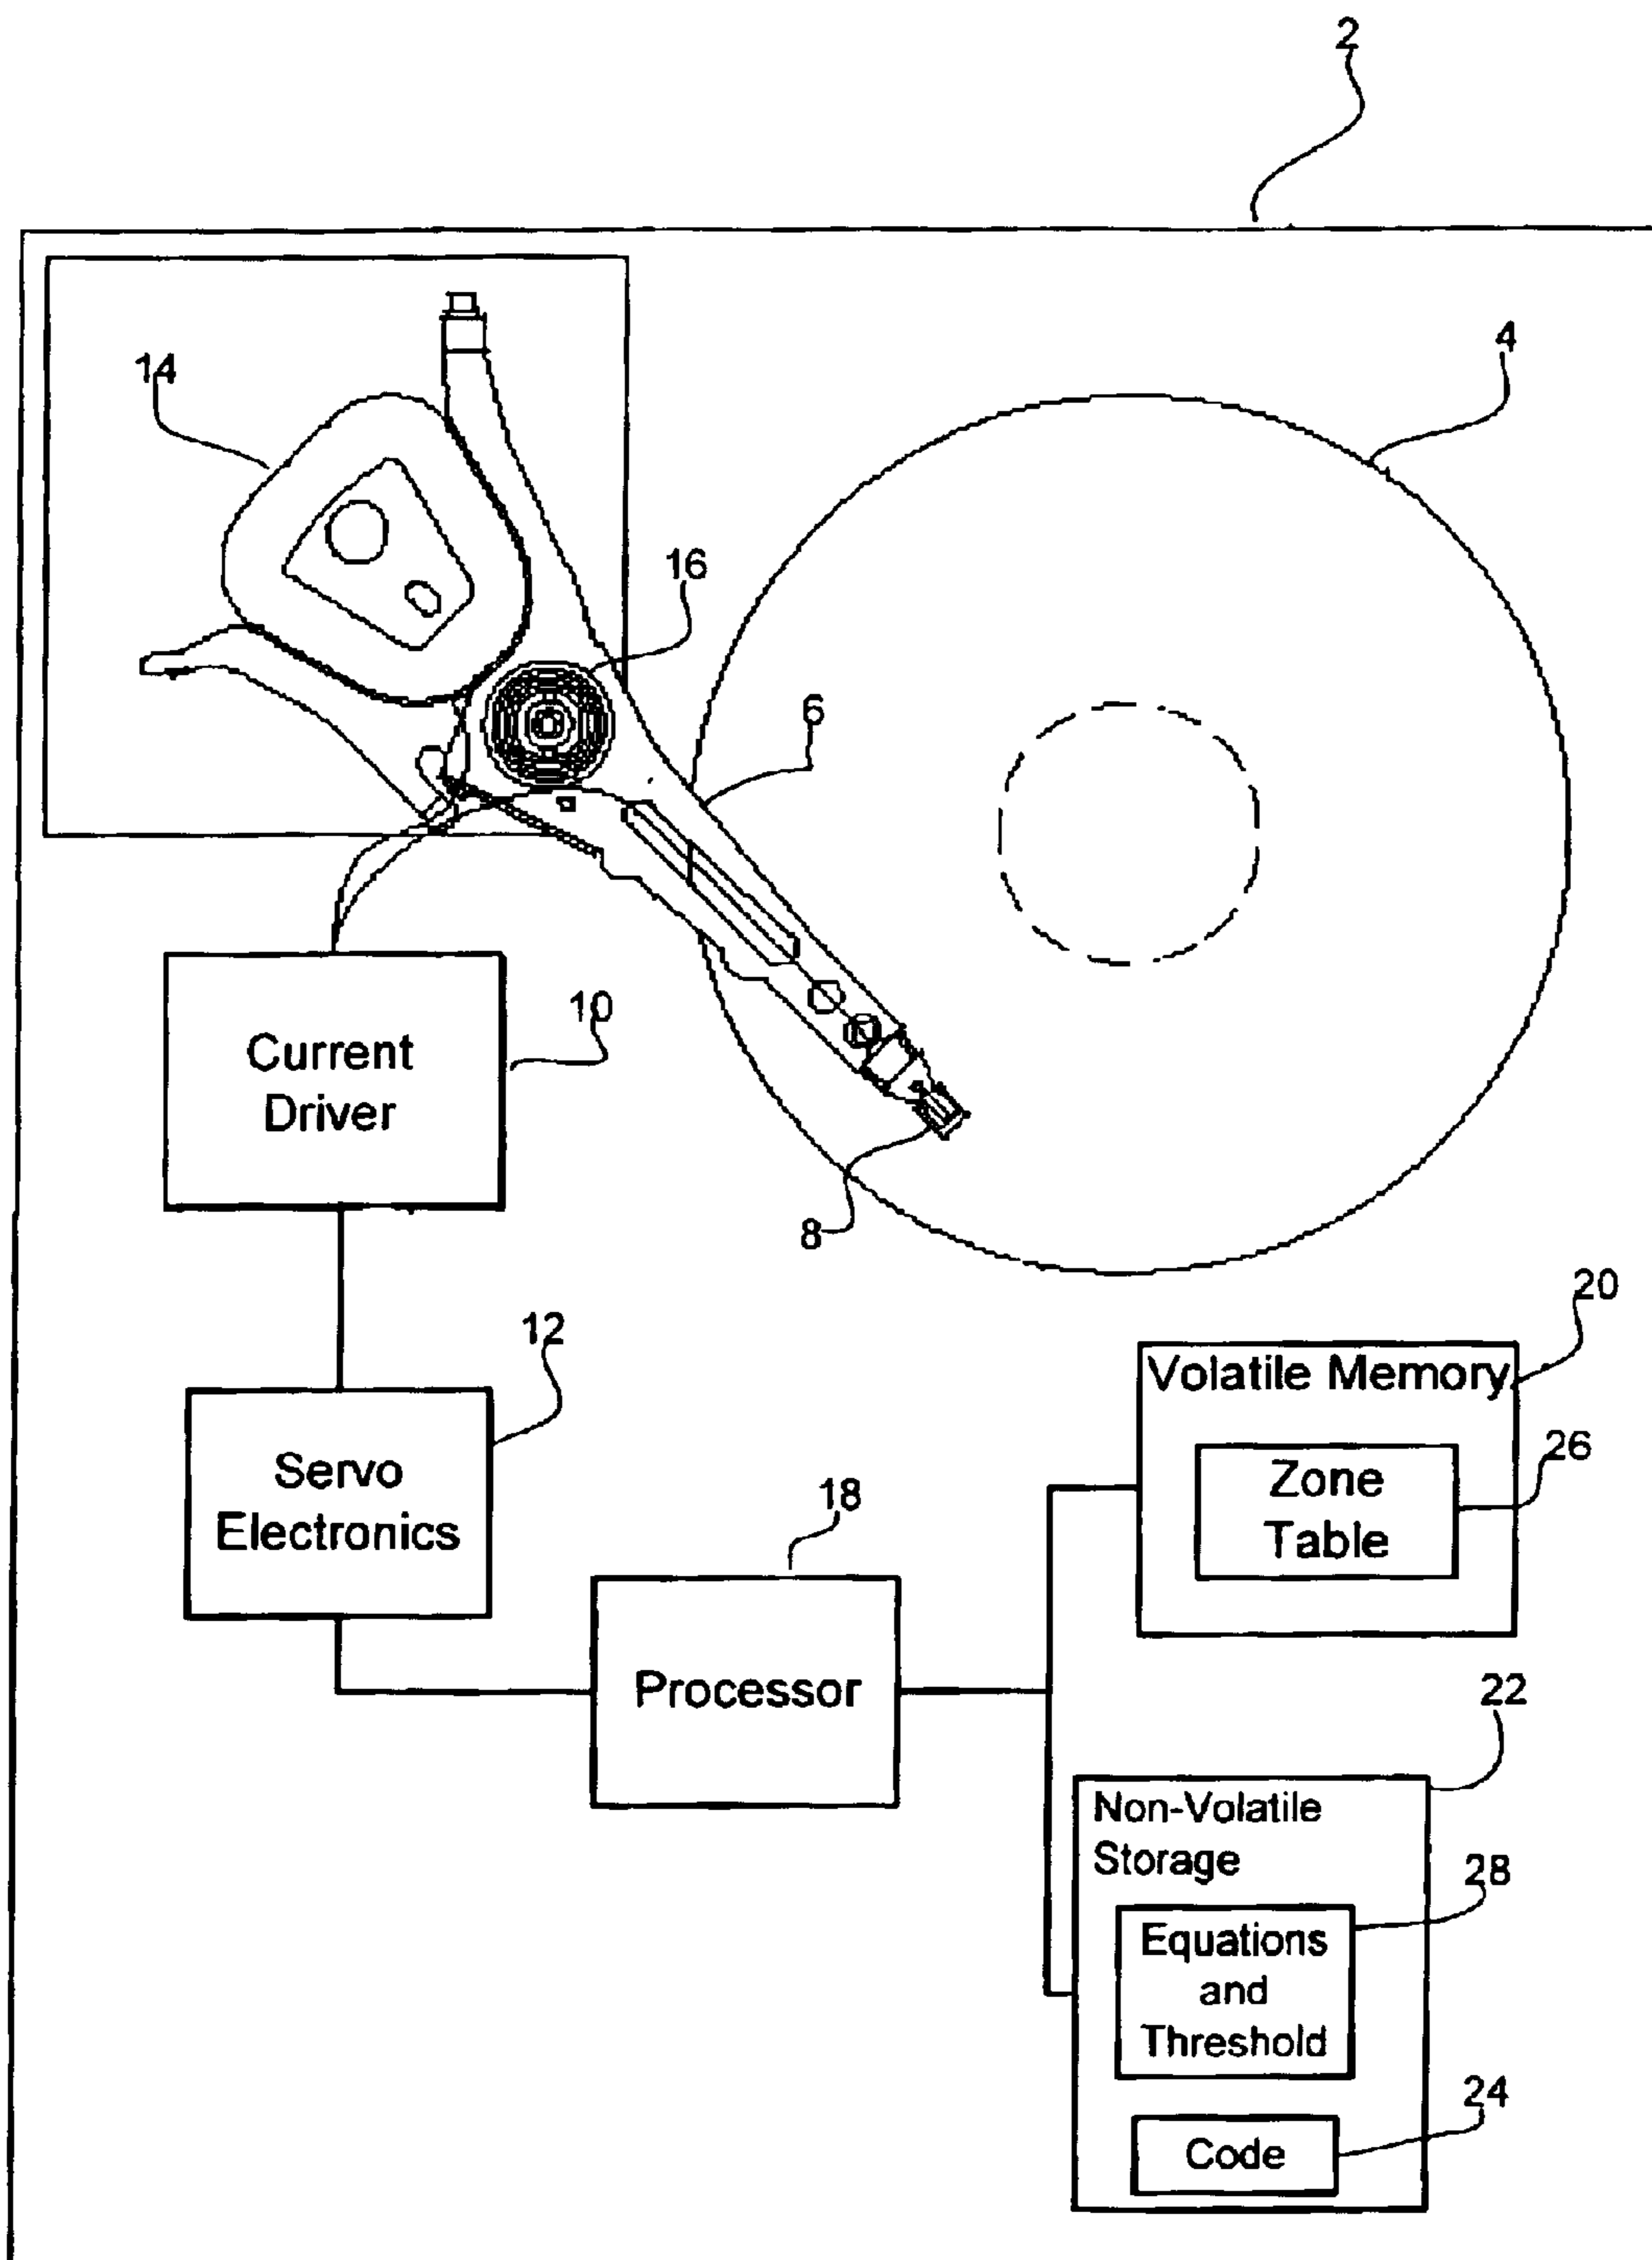 2
4
14
16
6
10
Current
Driver
8
20
12
Volatile Memory
26
Servo
Electronics
Zone
Table
18
Processor
22
Non-Volatile
Storage
28
Equations
and
Threshold
24
Code